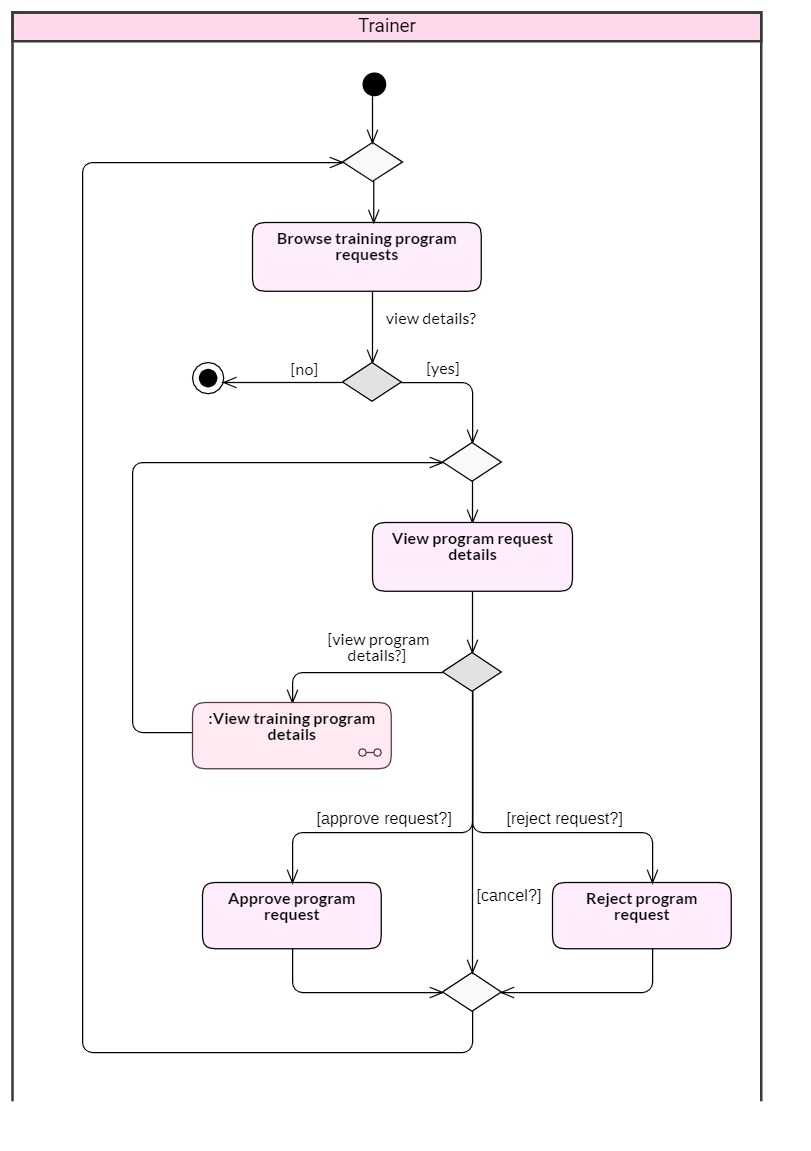 Trainer
Browse training program
requests
view details?
[no]
[yes]
View program request
details
[view program
details?]
:View training program
details
[approve request?]
[reject request?]
Approve program
request
[cancel?]
Reject program
request